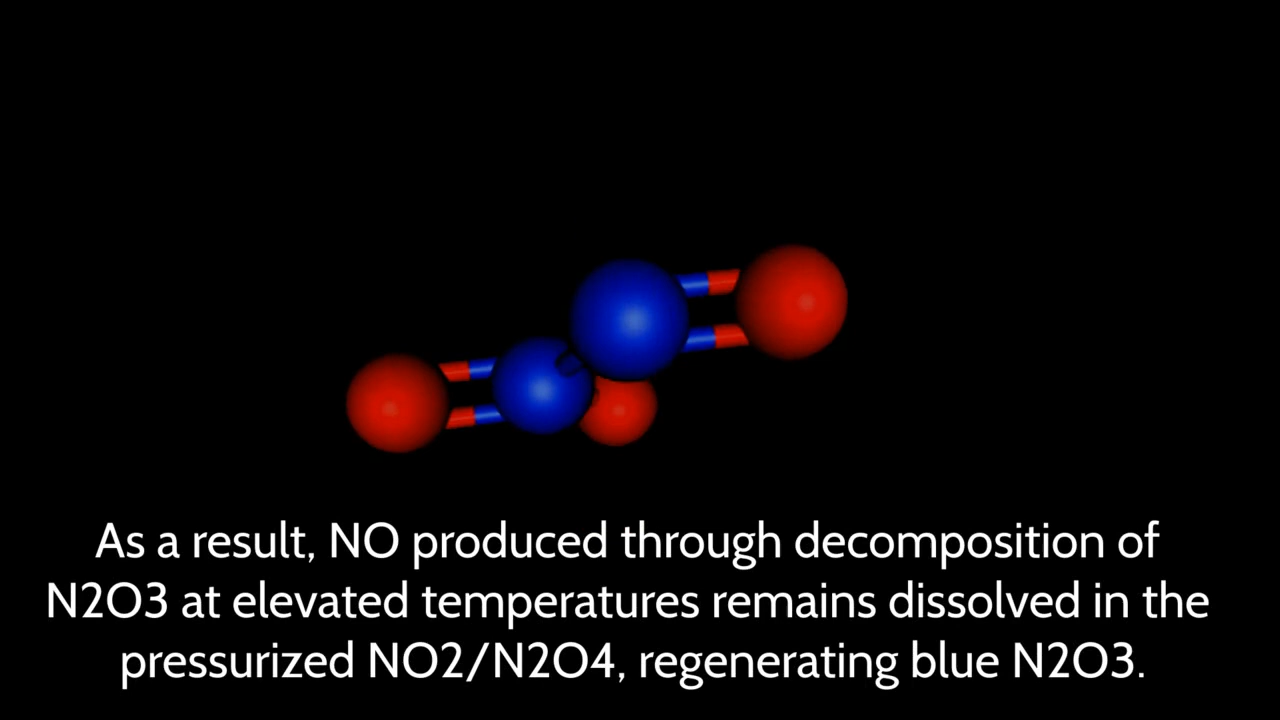 As a result, NO produced through decomposition of
N2O3 at elevated temperatures remains dissolved in the
pressurized NO2/N2O4, regenerating blue N2O3.